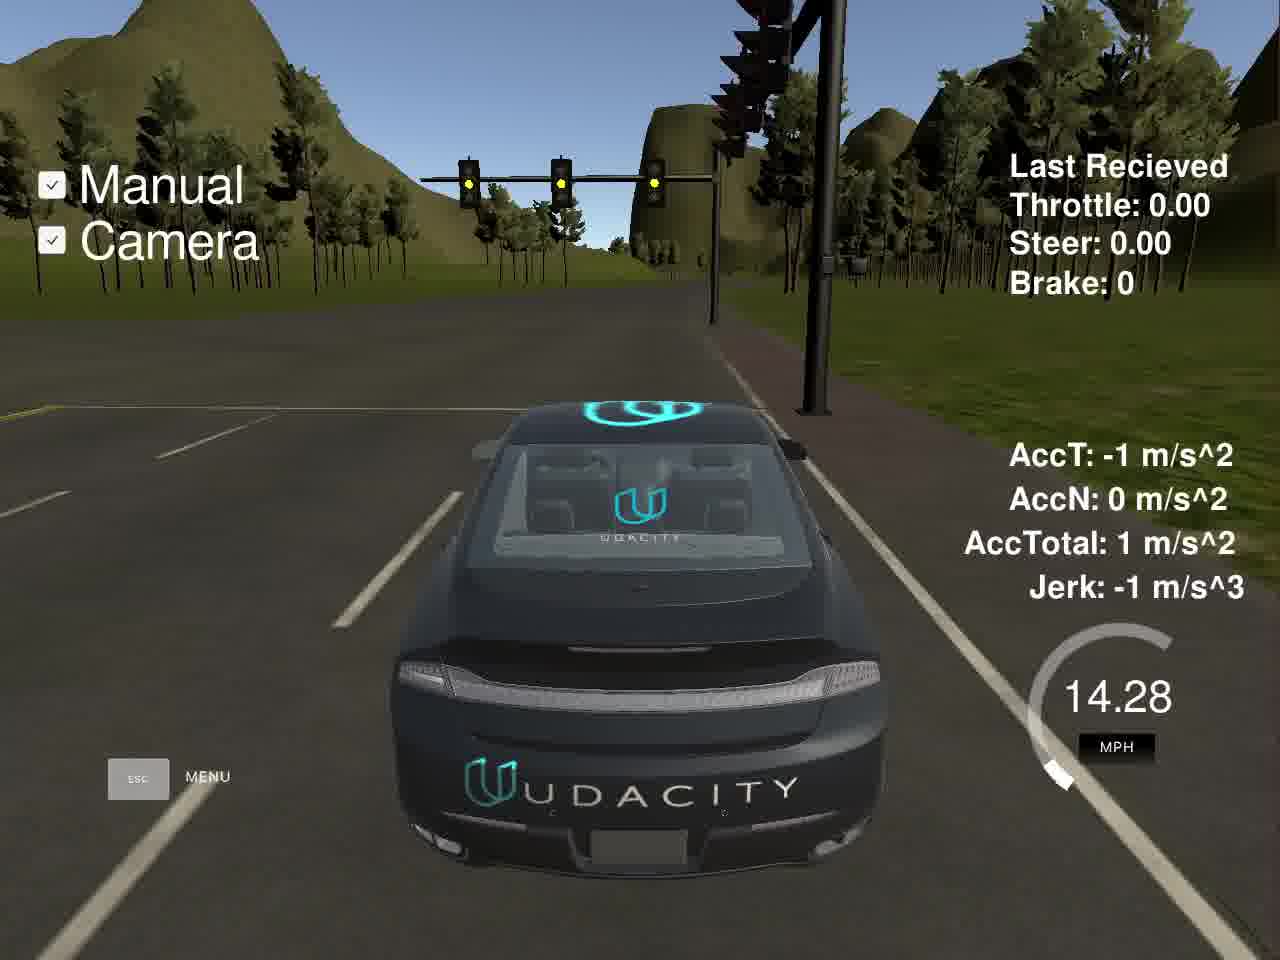 Manual
Camera
Last Recieved
Throttle: 0.00
Steer: 0.00
Brake: 0
AccT: -1 m/s^2
AccN: 0 m/s^2
AccTotal: 1 m/s^2
Jerk: -1 m/s^3
14.28
MPH
ESC
MENU
UDACITY
UDACITY